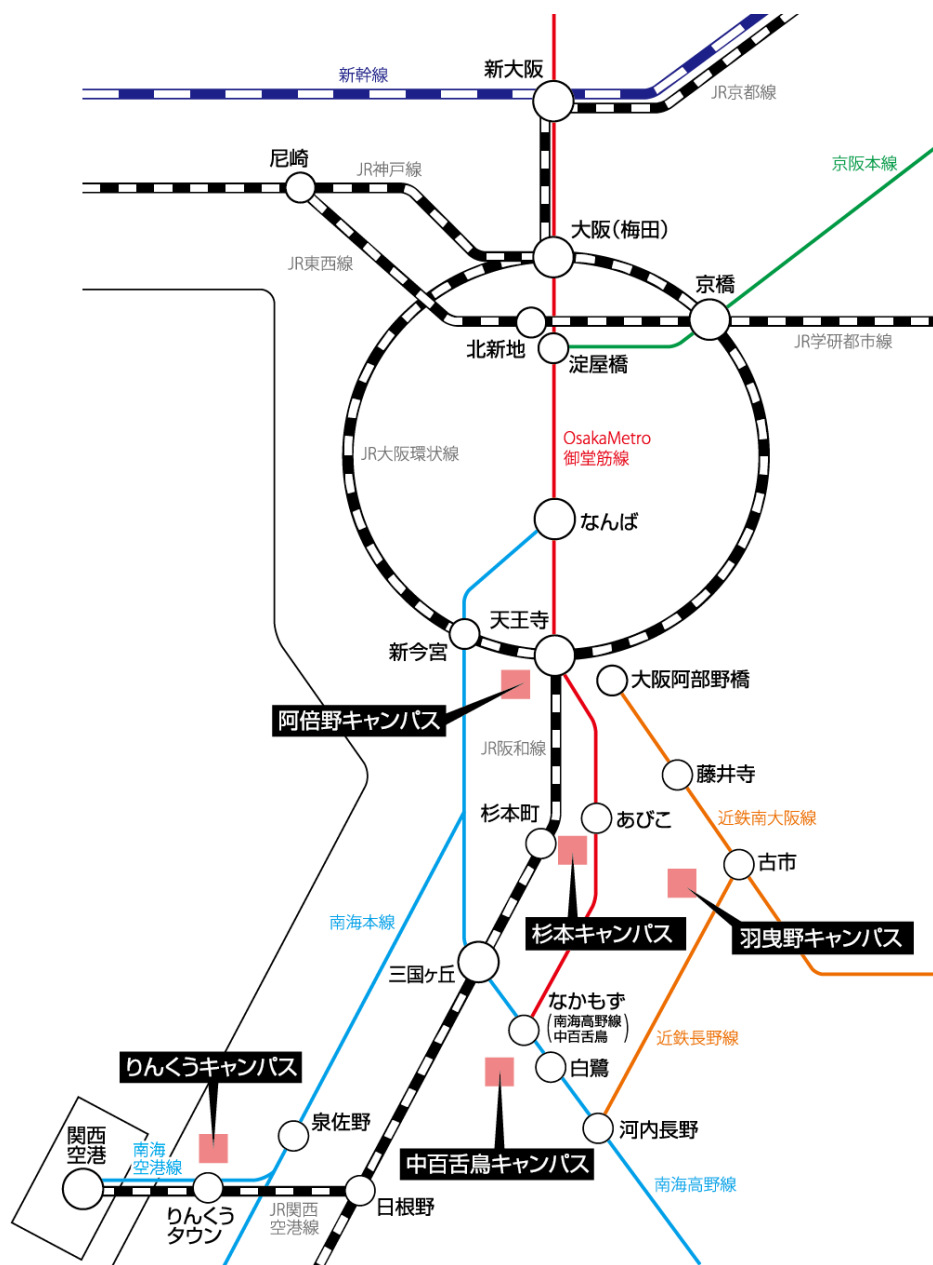 新幹線
新大阪
JR京都線
尼崎
JR神戸線
京阪本線
大阪(梅田)
JR東西線
京橋
北新地
淀屋橋
JR学研都市線
OsakaMetro
御堂筋線
JR大阪環状線
なんば
天王寺
新今宮
大阪阿部野橋
阿倍野キャンパス
JR阪和線
藤井寺
杉本町
あびこ
近鉄南大阪線
古市
南海本線
杉本キャンパス
羽曳野キャンパス
三国ヶ丘
なかもず
(南海高野線
中百舌鳥)
近鉄長野線
りんくうキャンパス
白鷺
泉佐野
河内長野
関西
空港
南海
空港線
中百舌鳥キャンパス
南海高野線
りんくう
タウン
JR関西
空港線
日根野